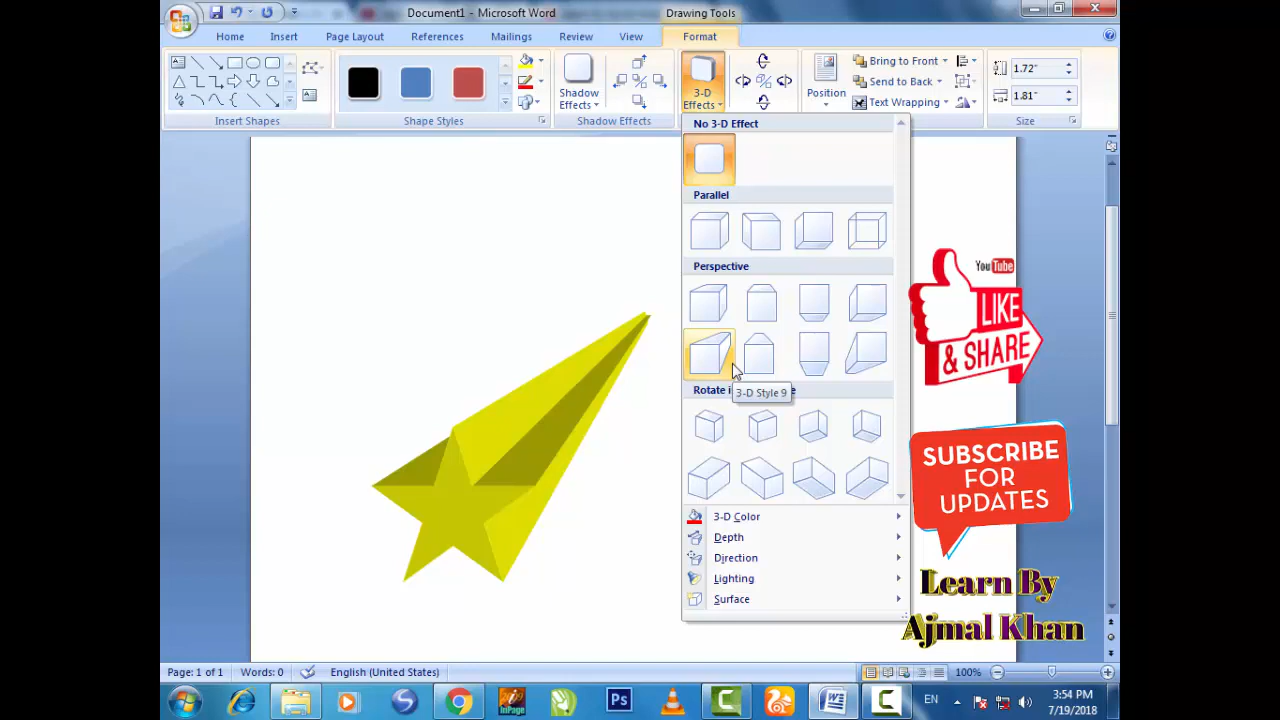 Document1 - Microsoft Word
Drawing Tools
Home
Insert
Page Layout
References
Mailings
Review
View
Format
Insert Shapes
Shape Styles
Shadow
Effects
Shadow Effects
3-D
Effects
Position
Bring to Front
Send to Back
Text Wrapping
1.72"
1.81"
Size
No 3-D Effect
Parallel
Perspective
3-D Style 9
Rotate i
e
3-D Color
Depth
Direction
Lighting
Surface
YouTube
LIKE
& SHARE
SUBSCRIBE
FOR
UPDATES
Learn By
Ajmal Khan
Page: 1 of 1
Words: 0
English (United States)
100%
InPage
Ps
EN
3:54 PM
7/19/2018